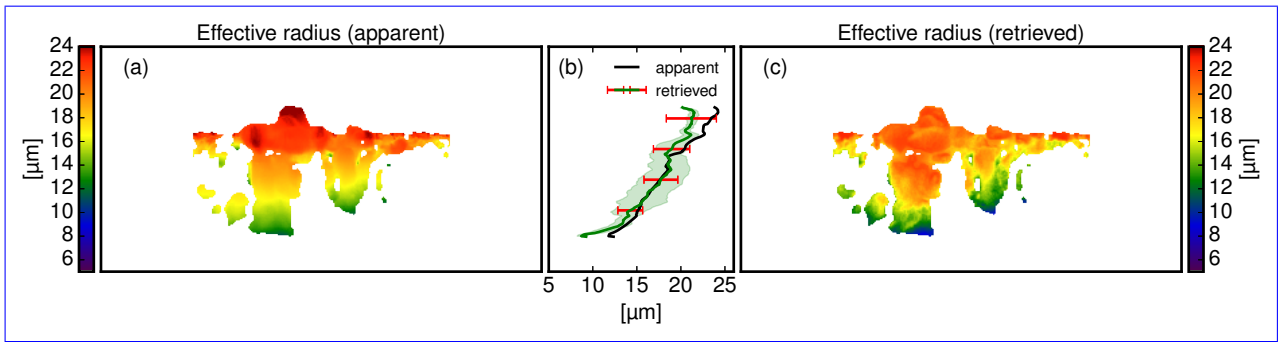 Effective radius (apparent)
Effective radius (retrieved)
24
22
20
18
16
14
12
10
8
6
[µm]
(a)
(b)
apparent
retrieved
5 10 15 20 25
[µm]
(c)
24
22
20
18
16
14
12
10
8
6
[µm]